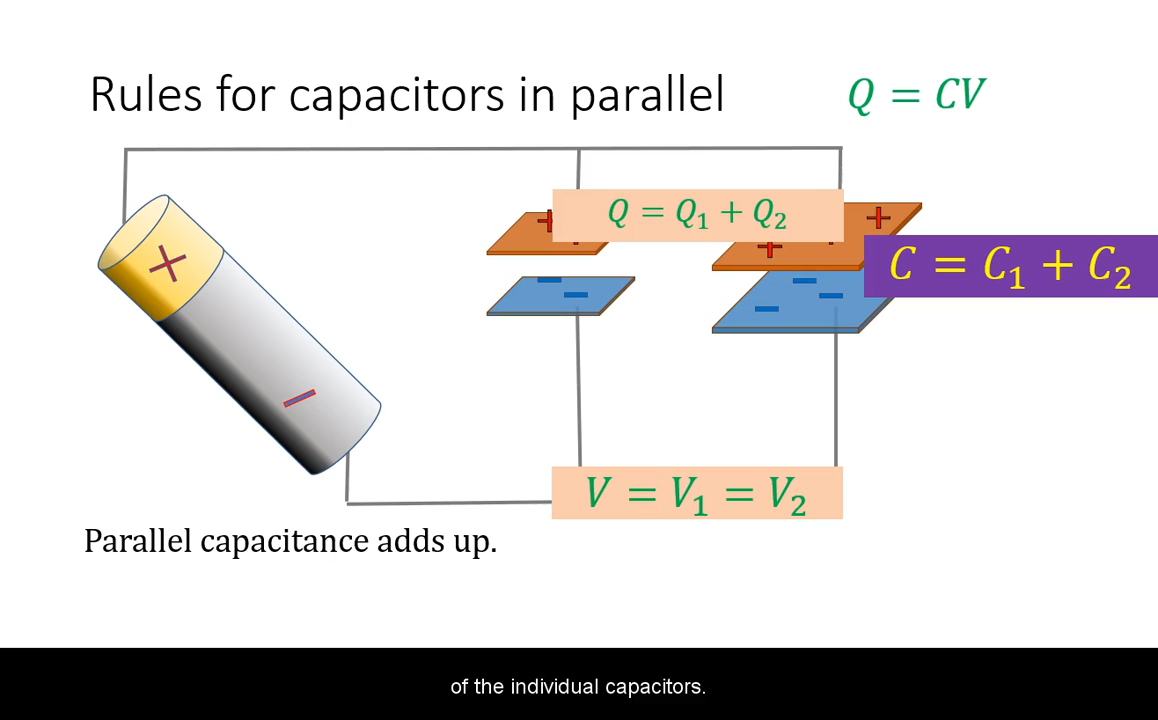 Rules for capacitors in parallel
Q = CV
Q = Q₁ + Q₂
C = C₁ + C₂
V = V₁ = V₂
Parallel capacitance adds up.
of the individual capacitors.